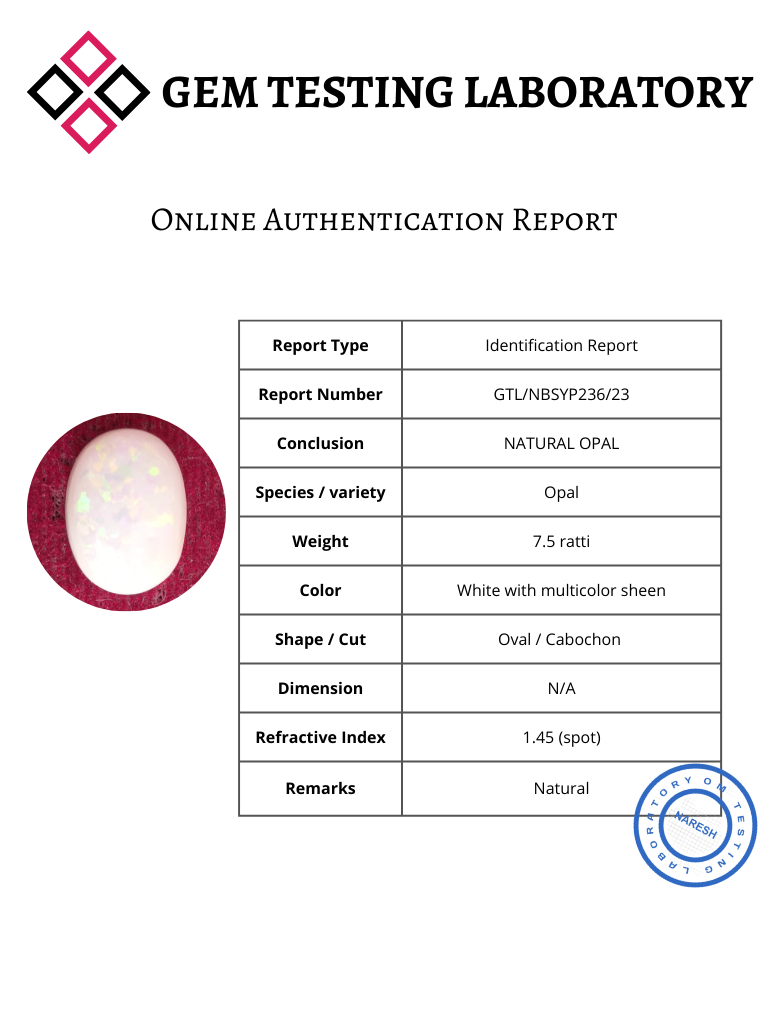 GEM TESTING LABORATORY
Online Authentication Report
Report Type Identification Report
Report Number GTL/NBSYP236/23
Conclusion NATURAL OPAL
Species / variety Opal
Weight 7.5 ratti
Color White with multicolor sheen
Shape / Cut Oval / Cabochon
Dimension N/A
Refractive Index 1.45 (spot)
Remarks Natural
OM TESTING LABORATORY
NARESH